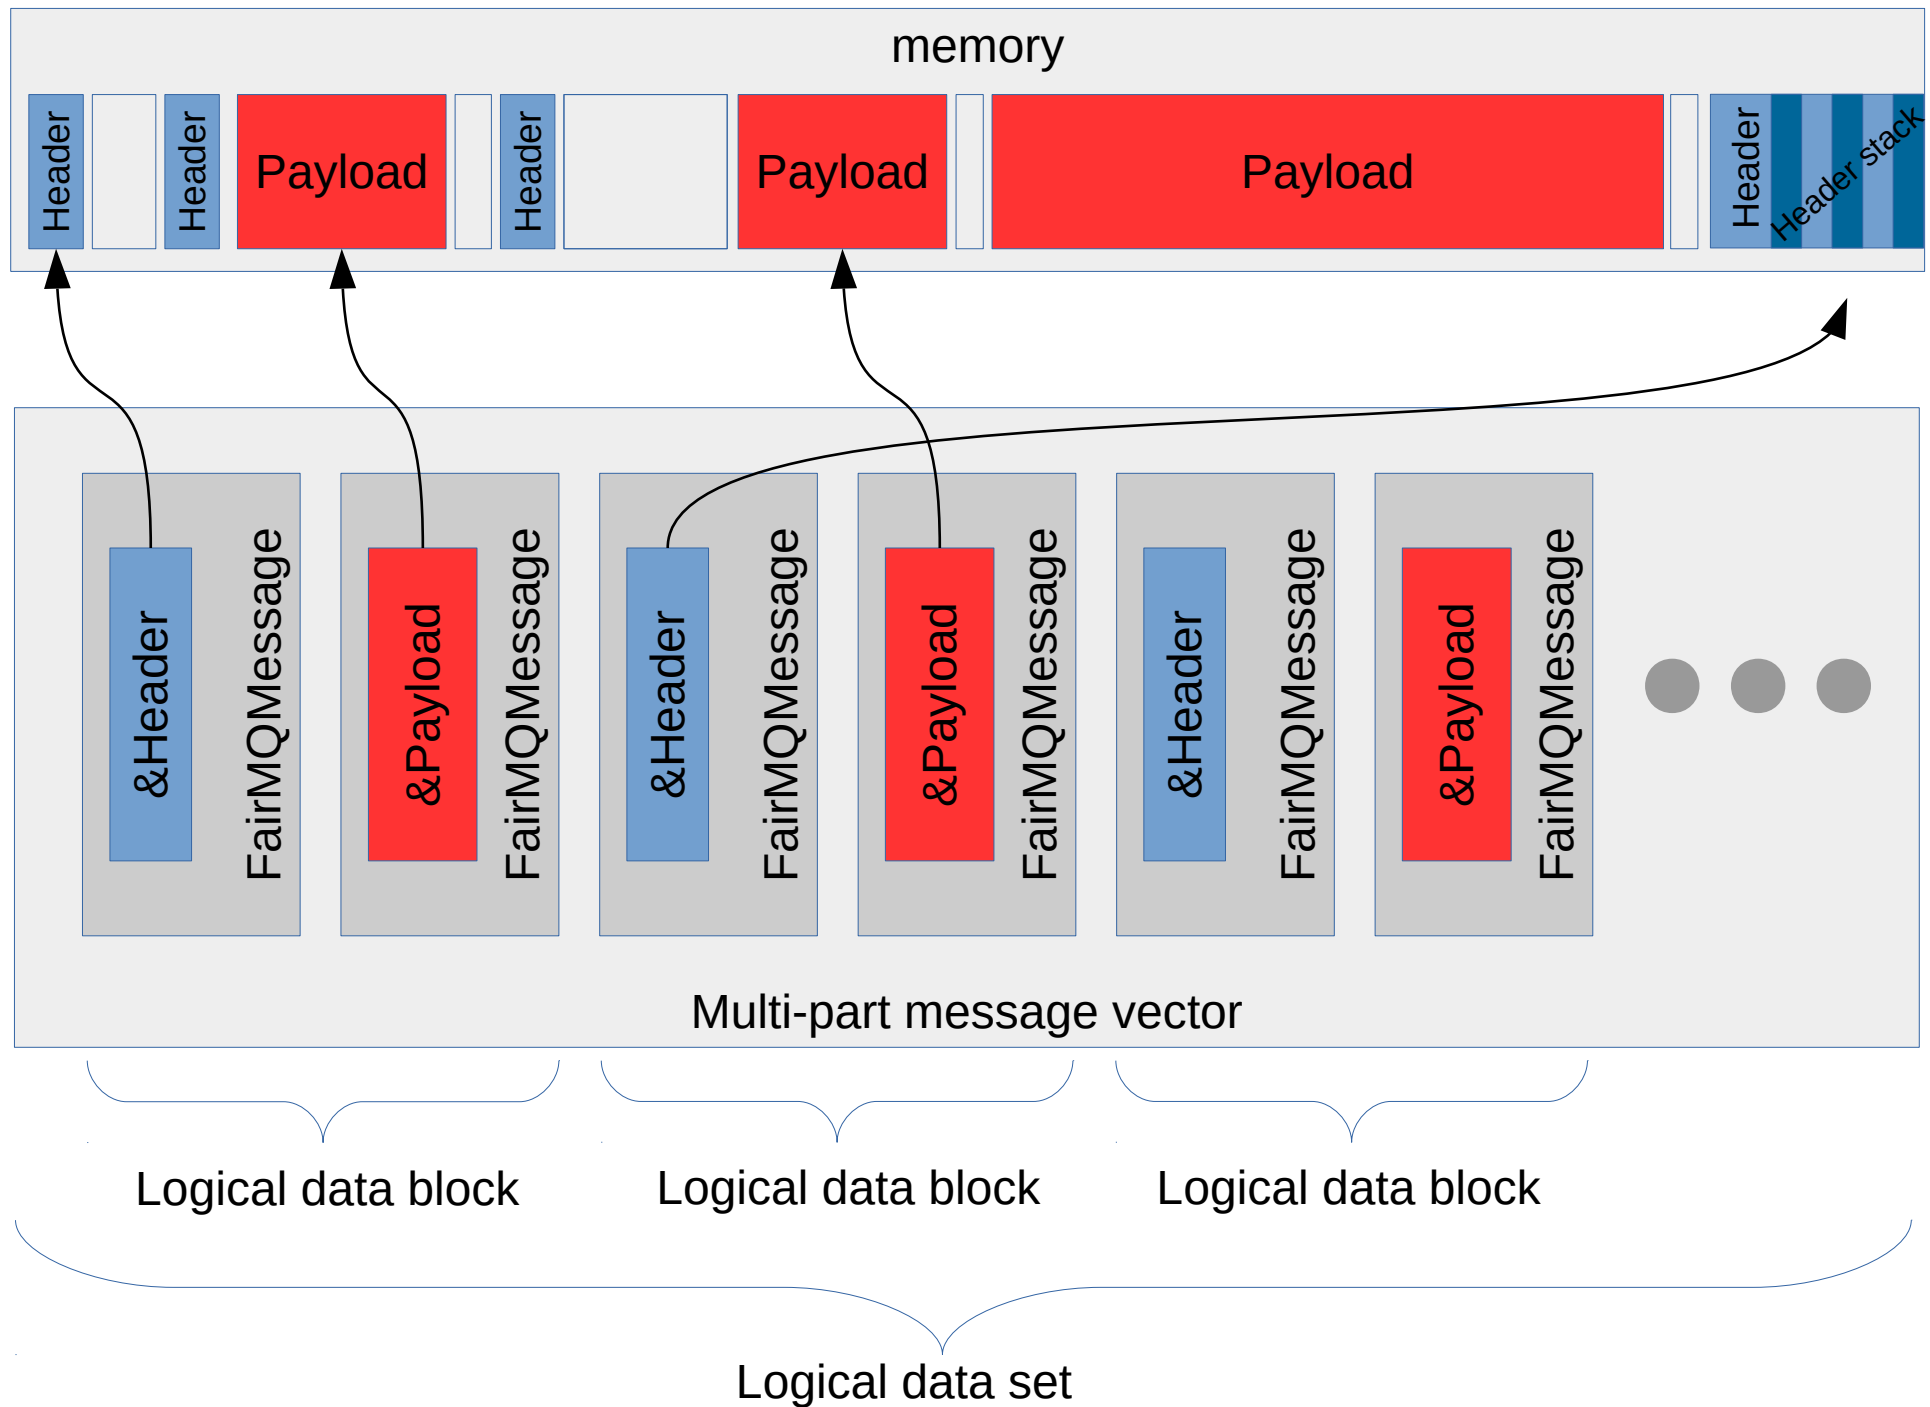 memory
Header
Header
Payload
Header
Payload
Payload
Header
Header stack
&Header
FairMQMessage
&Payload
FairMQMessage
&Header
FairMQMessage
&Payload
FairMQMessage
&Header
FairMQMessage
&Payload
FairMQMessage
Multi-part message vector
Logical data block
Logical data block
Logical data block
Logical data set